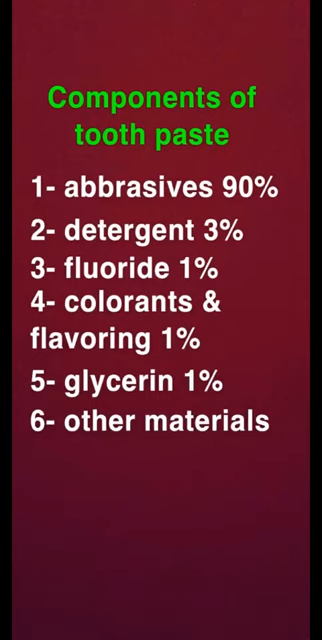 Components of
tooth paste
1- abbrasives 90%
2- detergent 3%
3- fluoride 1%
4- colorants &
flavoring 1%
5- glycerin 1%
6- other materials